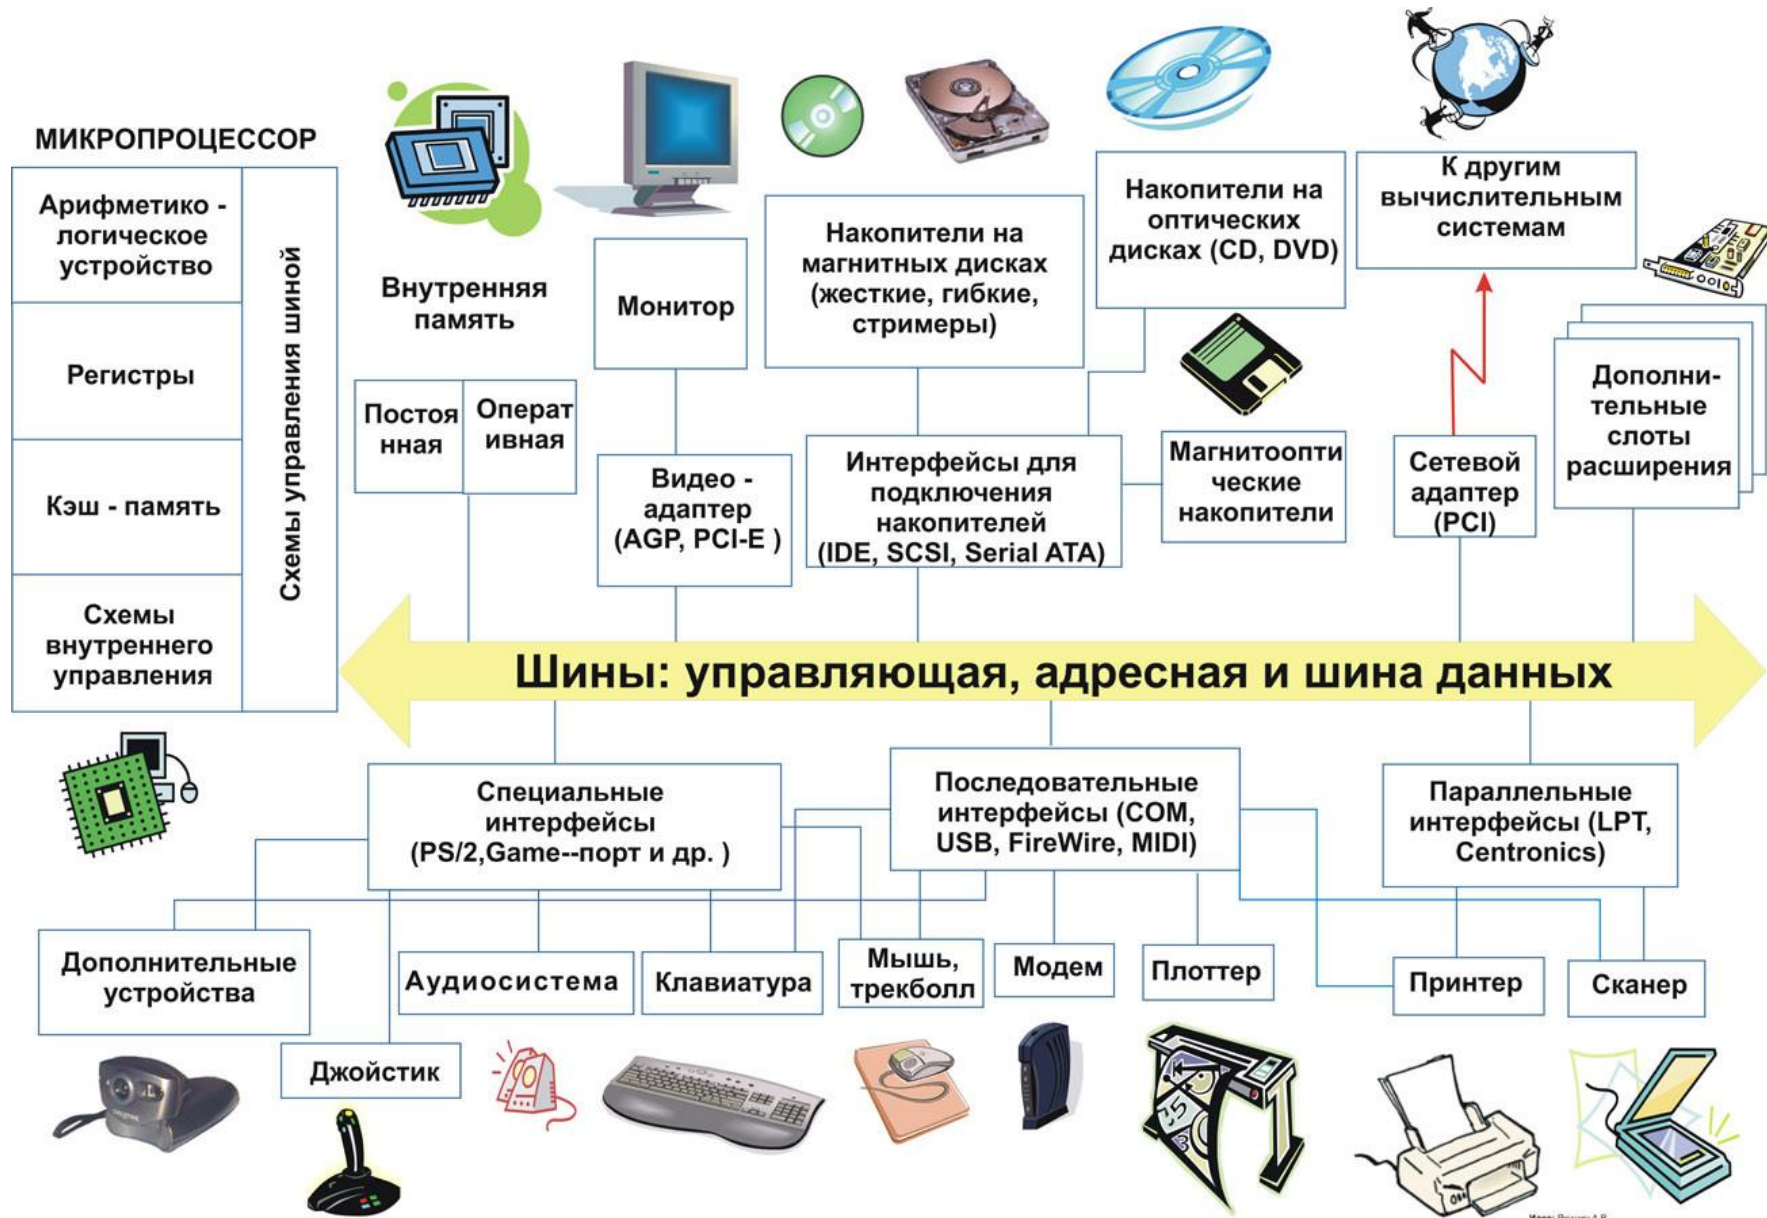 МИКРОПРОЦЕССОР
Арифметико -
логическое
устройство
Регистры
Кэш - память
Схемы
внутреннего
управления
Схемы управления шиной
Внутренняя
память
Постоя
нная
Операт
ивная
Монитор
Видео -
адаптер
(AGP, PCI-E )
Накопители на
магнитных дисках
(жесткие, гибкие,
стримеры)
Накопители на
оптических
дисках (CD, DVD)
К другим
вычислительным
системам
Интерфейсы для
подключения
накопителей
(IDE, SCSI, Serial ATA)
Магнитоопти
ческие
накопители
Сетевой
адаптер
(PCI)
Дополни-
тельные
слоты
расширения
Шины: управляющая, адресная и шина данных
Специальные
интерфейсы
(PS/2,Game--порт и др. )
Последовательные
интерфейсы (COM,
USB, FireWire, MIDI)
Параллельные
интерфейсы (LPT,
Centronics)
Дополнительные
устройства
Джойстик
Аудиосистема
Клавиатура
Мышь,
трекболл
Модем
Плоттер
Принтер
Сканер